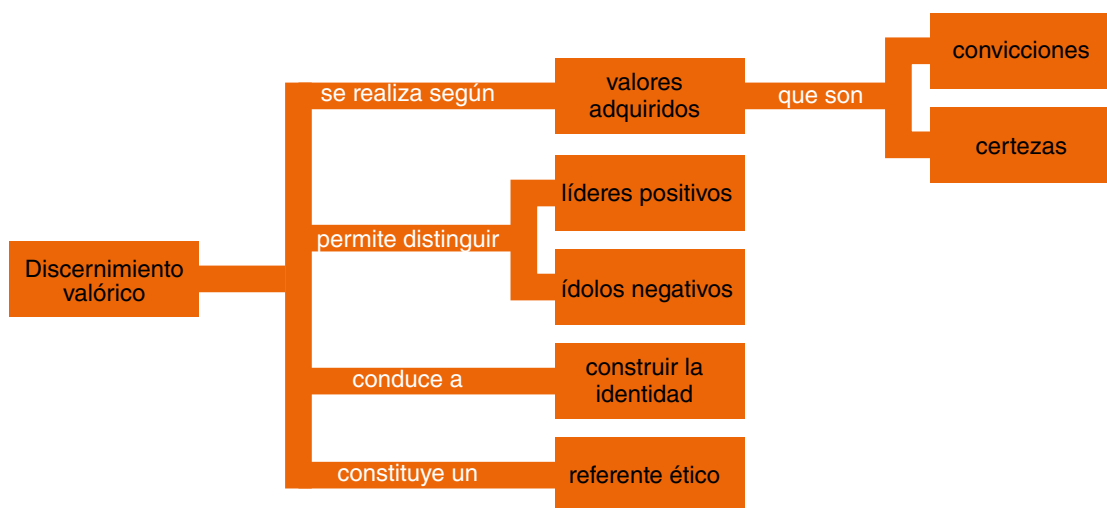 Discernimiento
valórico
se realiza según
valores
adquiridos
que son
convicciones
certezas
permite distinguir
líderes positivos
ídolos negativos
conduce a
construir la
identidad
constituye un
referente ético